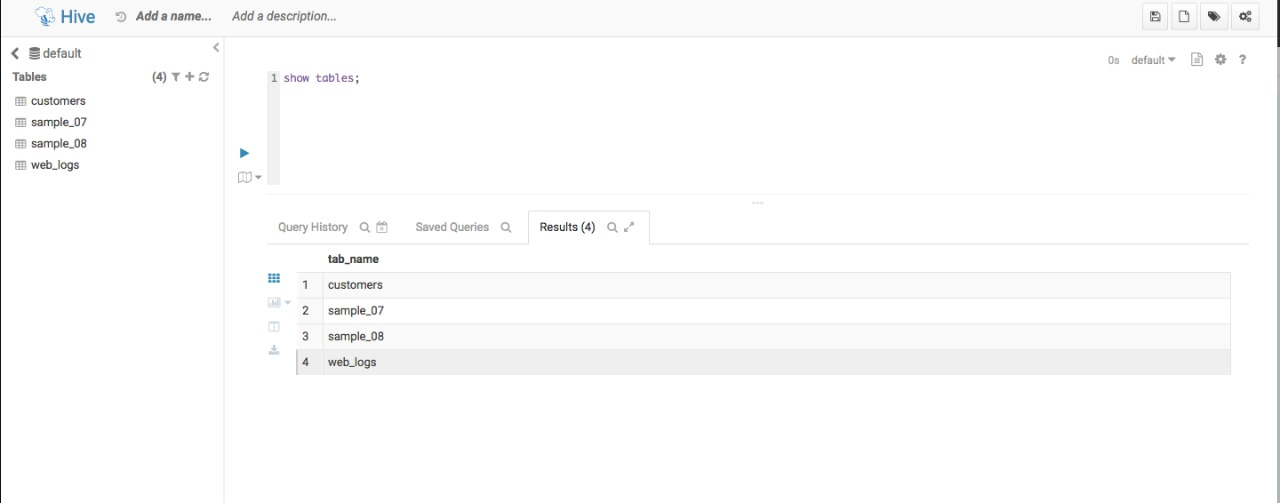 Hive Add a name... Add a description...
default
Tables (4)
customers
sample_07
sample_08
web_logs
0s default ?
1 show tables;
...
Query History Saved Queries Results (4)
tab_name
1 customers
2 sample_07
3 sample_08
4 web_logs